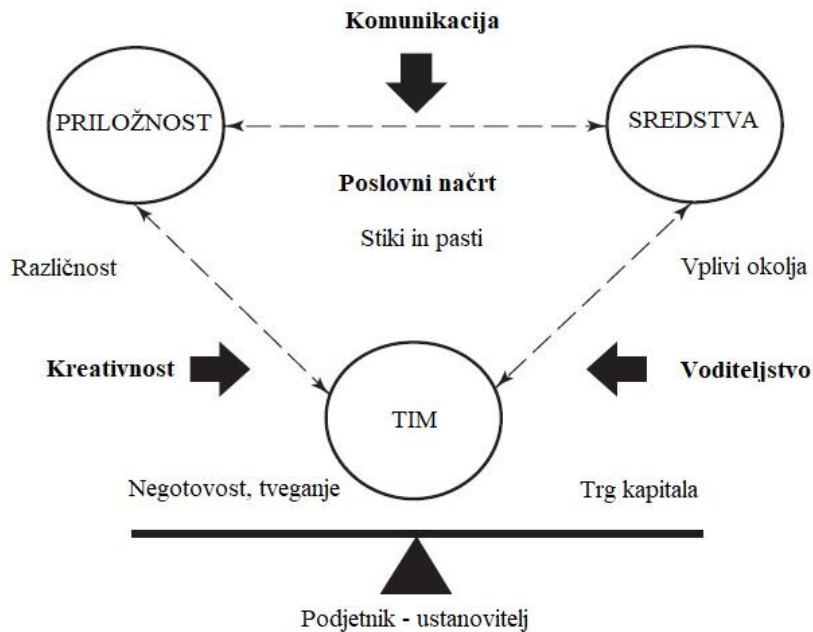 Komunikacija
PRILOŽNOST
SREDSTVA
Poslovni načrt
Stiki in pasti
Različnost
Vplivi okolja
Kreativnost
Voditeljstvo
TIM
Negotovost, tveganje
Trg kapitala
Podjetnik - ustanovitelj